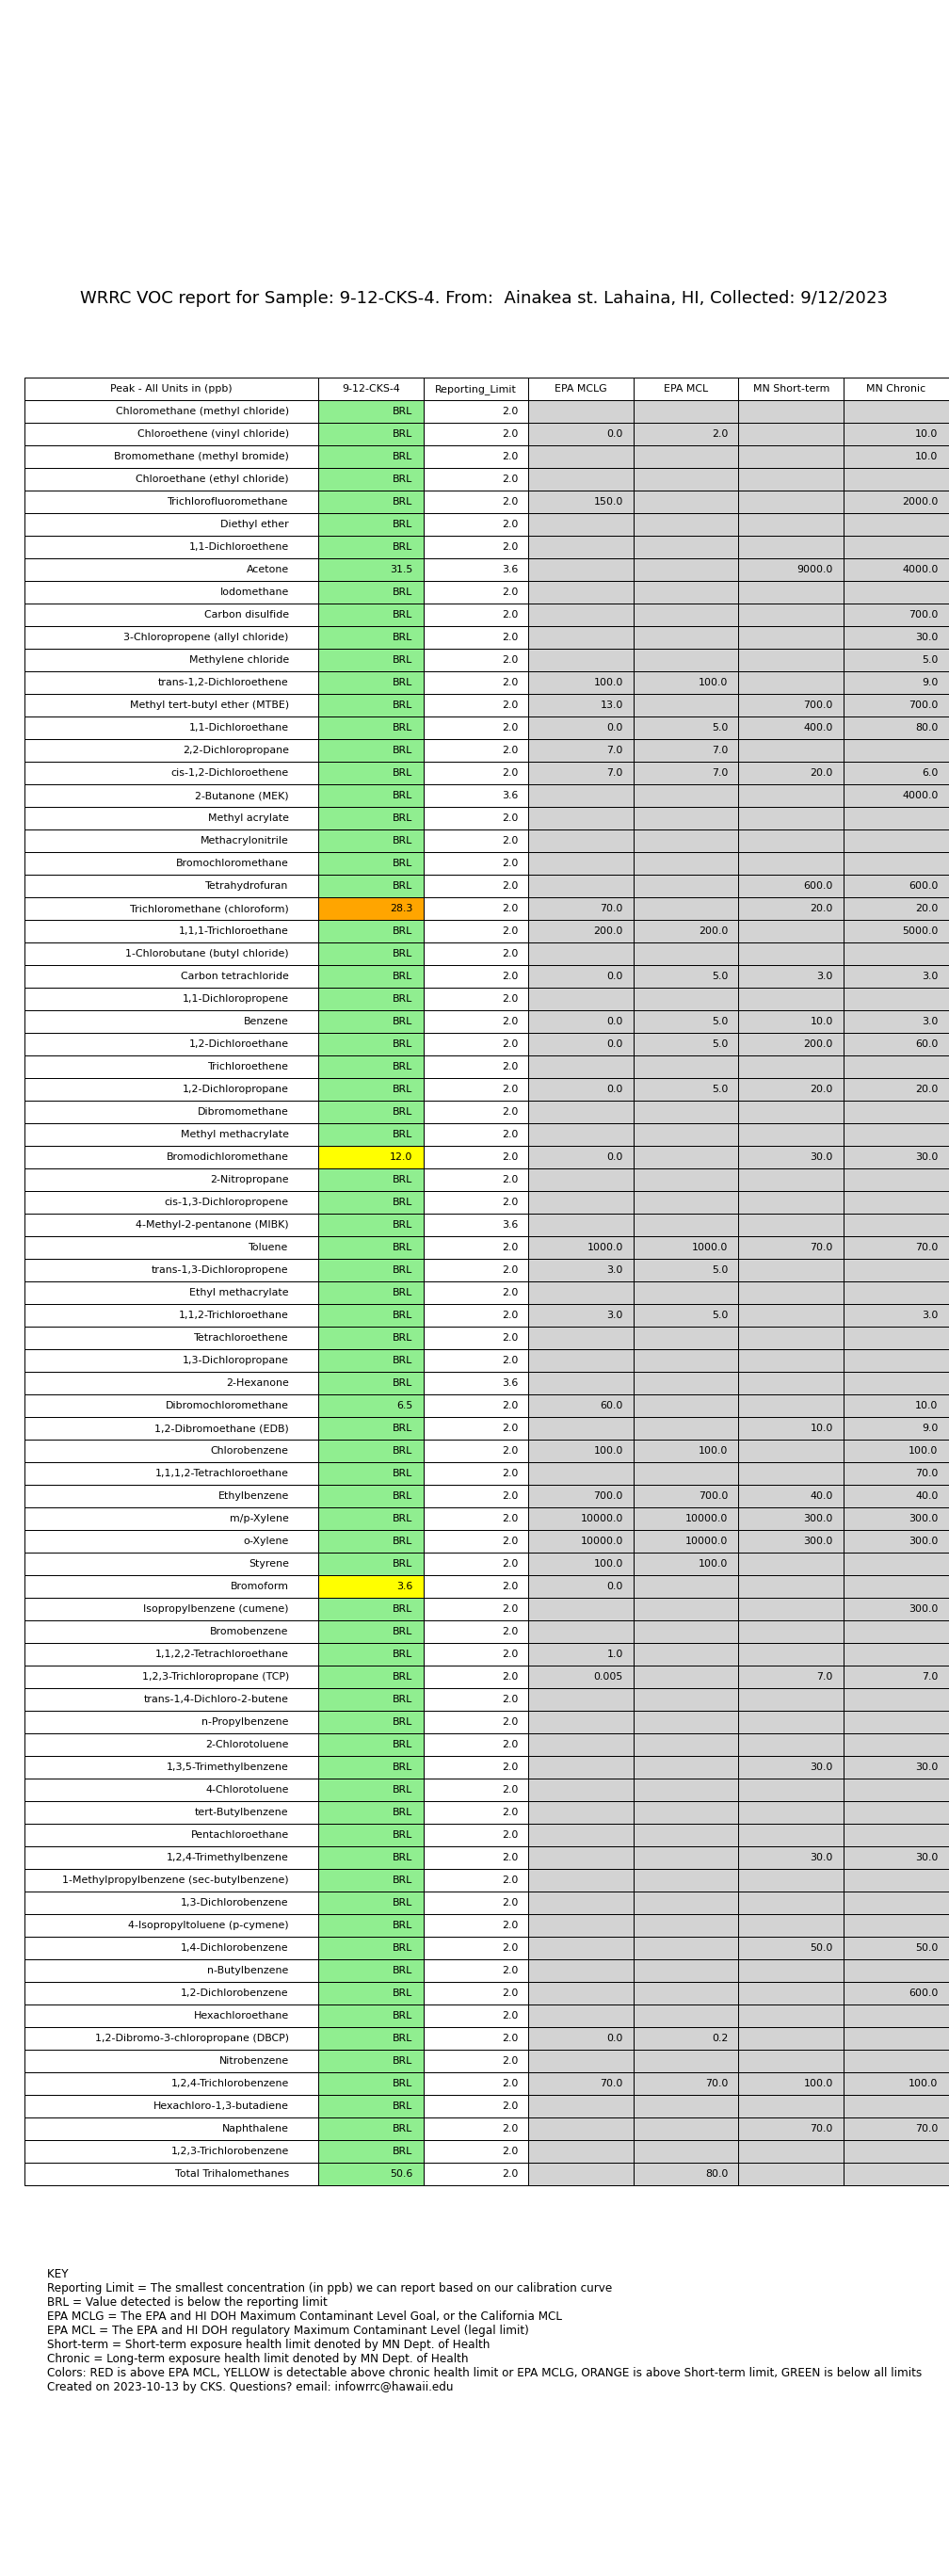 WRRC VOC report for Sample: 9-12-CKS-4. From:  Ainakea st. Lahaina, HI, Collected: 9/12/2023
Peak - All Units in (ppb) 9-12-CKS-4 Reporting_Limit EPA MCLG EPA MCL MN Short-term MN Chronic
Chloromethane (methyl chloride) BRL 2.0
Chloroethene (vinyl chloride) BRL 2.0 0.0 2.0 10.0
Bromomethane (methyl bromide) BRL 2.0 10.0
Chloroethane (ethyl chloride) BRL 2.0
Trichlorofluoromethane BRL 2.0 150.0 2000.0
Diethyl ether BRL 2.0
1,1-Dichloroethene BRL 2.0
Acetone 31.5 3.6 9000.0 4000.0
Iodomethane BRL 2.0
Carbon disulfide BRL 2.0 700.0
3-Chloropropene (allyl chloride) BRL 2.0 30.0
Methylene chloride BRL 2.0 5.0
trans-1,2-Dichloroethene BRL 2.0 100.0 100.0 9.0
Methyl tert-butyl ether (MTBE) BRL 2.0 13.0 700.0 700.0
1,1-Dichloroethane BRL 2.0 0.0 5.0 400.0 80.0
2,2-Dichloropropane BRL 2.0 7.0 7.0
cis-1,2-Dichloroethene BRL 2.0 7.0 7.0 20.0 6.0
2-Butanone (MEK) BRL 3.6 4000.0
Methyl acrylate BRL 2.0
Methacrylonitrile BRL 2.0
Bromochloromethane BRL 2.0
Tetrahydrofuran BRL 2.0 600.0 600.0
Trichloromethane (chloroform) 28.3 2.0 70.0 20.0 20.0
1,1,1-Trichloroethane BRL 2.0 200.0 200.0 5000.0
1-Chlorobutane (butyl chloride) BRL 2.0
Carbon tetrachloride BRL 2.0 0.0 5.0 3.0 3.0
1,1-Dichloropropene BRL 2.0
Benzene BRL 2.0 0.0 5.0 10.0 3.0
1,2-Dichloroethane BRL 2.0 0.0 5.0 200.0 60.0
Trichloroethene BRL 2.0
1,2-Dichloropropane BRL 2.0 0.0 5.0 20.0 20.0
Dibromomethane BRL 2.0
Methyl methacrylate BRL 2.0
Bromodichloromethane 12.0 2.0 0.0 30.0 30.0
2-Nitropropane BRL 2.0
cis-1,3-Dichloropropene BRL 2.0
4-Methyl-2-pentanone (MIBK) BRL 3.6
Toluene BRL 2.0 1000.0 1000.0 70.0 70.0
trans-1,3-Dichloropropene BRL 2.0 3.0 5.0
Ethyl methacrylate BRL 2.0
1,1,2-Trichloroethane BRL 2.0 3.0 5.0 3.0
Tetrachloroethene BRL 2.0
1,3-Dichloropropane BRL 2.0
2-Hexanone BRL 3.6
Dibromochloromethane 6.5 2.0 60.0 10.0
1,2-Dibromoethane (EDB) BRL 2.0 10.0 9.0
Chlorobenzene BRL 2.0 100.0 100.0 100.0
1,1,1,2-Tetrachloroethane BRL 2.0 70.0
Ethylbenzene BRL 2.0 700.0 700.0 40.0 40.0
m/p-Xylene BRL 2.0 10000.0 10000.0 300.0 300.0
o-Xylene BRL 2.0 10000.0 10000.0 300.0 300.0
Styrene BRL 2.0 100.0 100.0
Bromoform 3.6 2.0 0.0
Isopropylbenzene (cumene) BRL 2.0 300.0
Bromobenzene BRL 2.0
1,1,2,2-Tetrachloroethane BRL 2.0 1.0
1,2,3-Trichloropropane (TCP) BRL 2.0 0.005 7.0 7.0
trans-1,4-Dichloro-2-butene BRL 2.0
n-Propylbenzene BRL 2.0
2-Chlorotoluene BRL 2.0
1,3,5-Trimethylbenzene BRL 2.0 30.0 30.0
4-Chlorotoluene BRL 2.0
tert-Butylbenzene BRL 2.0
Pentachloroethane BRL 2.0
1,2,4-Trimethylbenzene BRL 2.0 30.0 30.0
1-Methylpropylbenzene (sec-butylbenzene) BRL 2.0
1,3-Dichlorobenzene BRL 2.0
4-Isopropyltoluene (p-cymene) BRL 2.0
1,4-Dichlorobenzene BRL 2.0 50.0 50.0
n-Butylbenzene BRL 2.0
1,2-Dichlorobenzene BRL 2.0 600.0
Hexachloroethane BRL 2.0
1,2-Dibromo-3-chloropropane (DBCP) BRL 2.0 0.0 0.2
Nitrobenzene BRL 2.0
1,2,4-Trichlorobenzene BRL 2.0 70.0 70.0 100.0 100.0
Hexachloro-1,3-butadiene BRL 2.0
Naphthalene BRL 2.0 70.0 70.0
1,2,3-Trichlorobenzene BRL 2.0
Total Trihalomethanes 50.6 2.0 80.0
KEY
Reporting Limit = The smallest concentration (in ppb) we can report based on our calibration curve
BRL = Value detected is below the reporting limit
EPA MCLG = The EPA and HI DOH Maximum Contaminant Level Goal, or the California MCL
EPA MCL = The EPA and HI DOH regulatory Maximum Contaminant Level (legal limit)
Short-term = Short-term exposure health limit denoted by MN Dept. of Health
Chronic = Long-term exposure health limit denoted by MN Dept. of Health
Colors: RED is above EPA MCL, YELLOW is detectable above chronic health limit or EPA MCLG, ORANGE is above Short-term limit, GREEN is below all limits
Created on 2023-10-13 by CKS. Questions? email: infowrrc@hawaii.edu